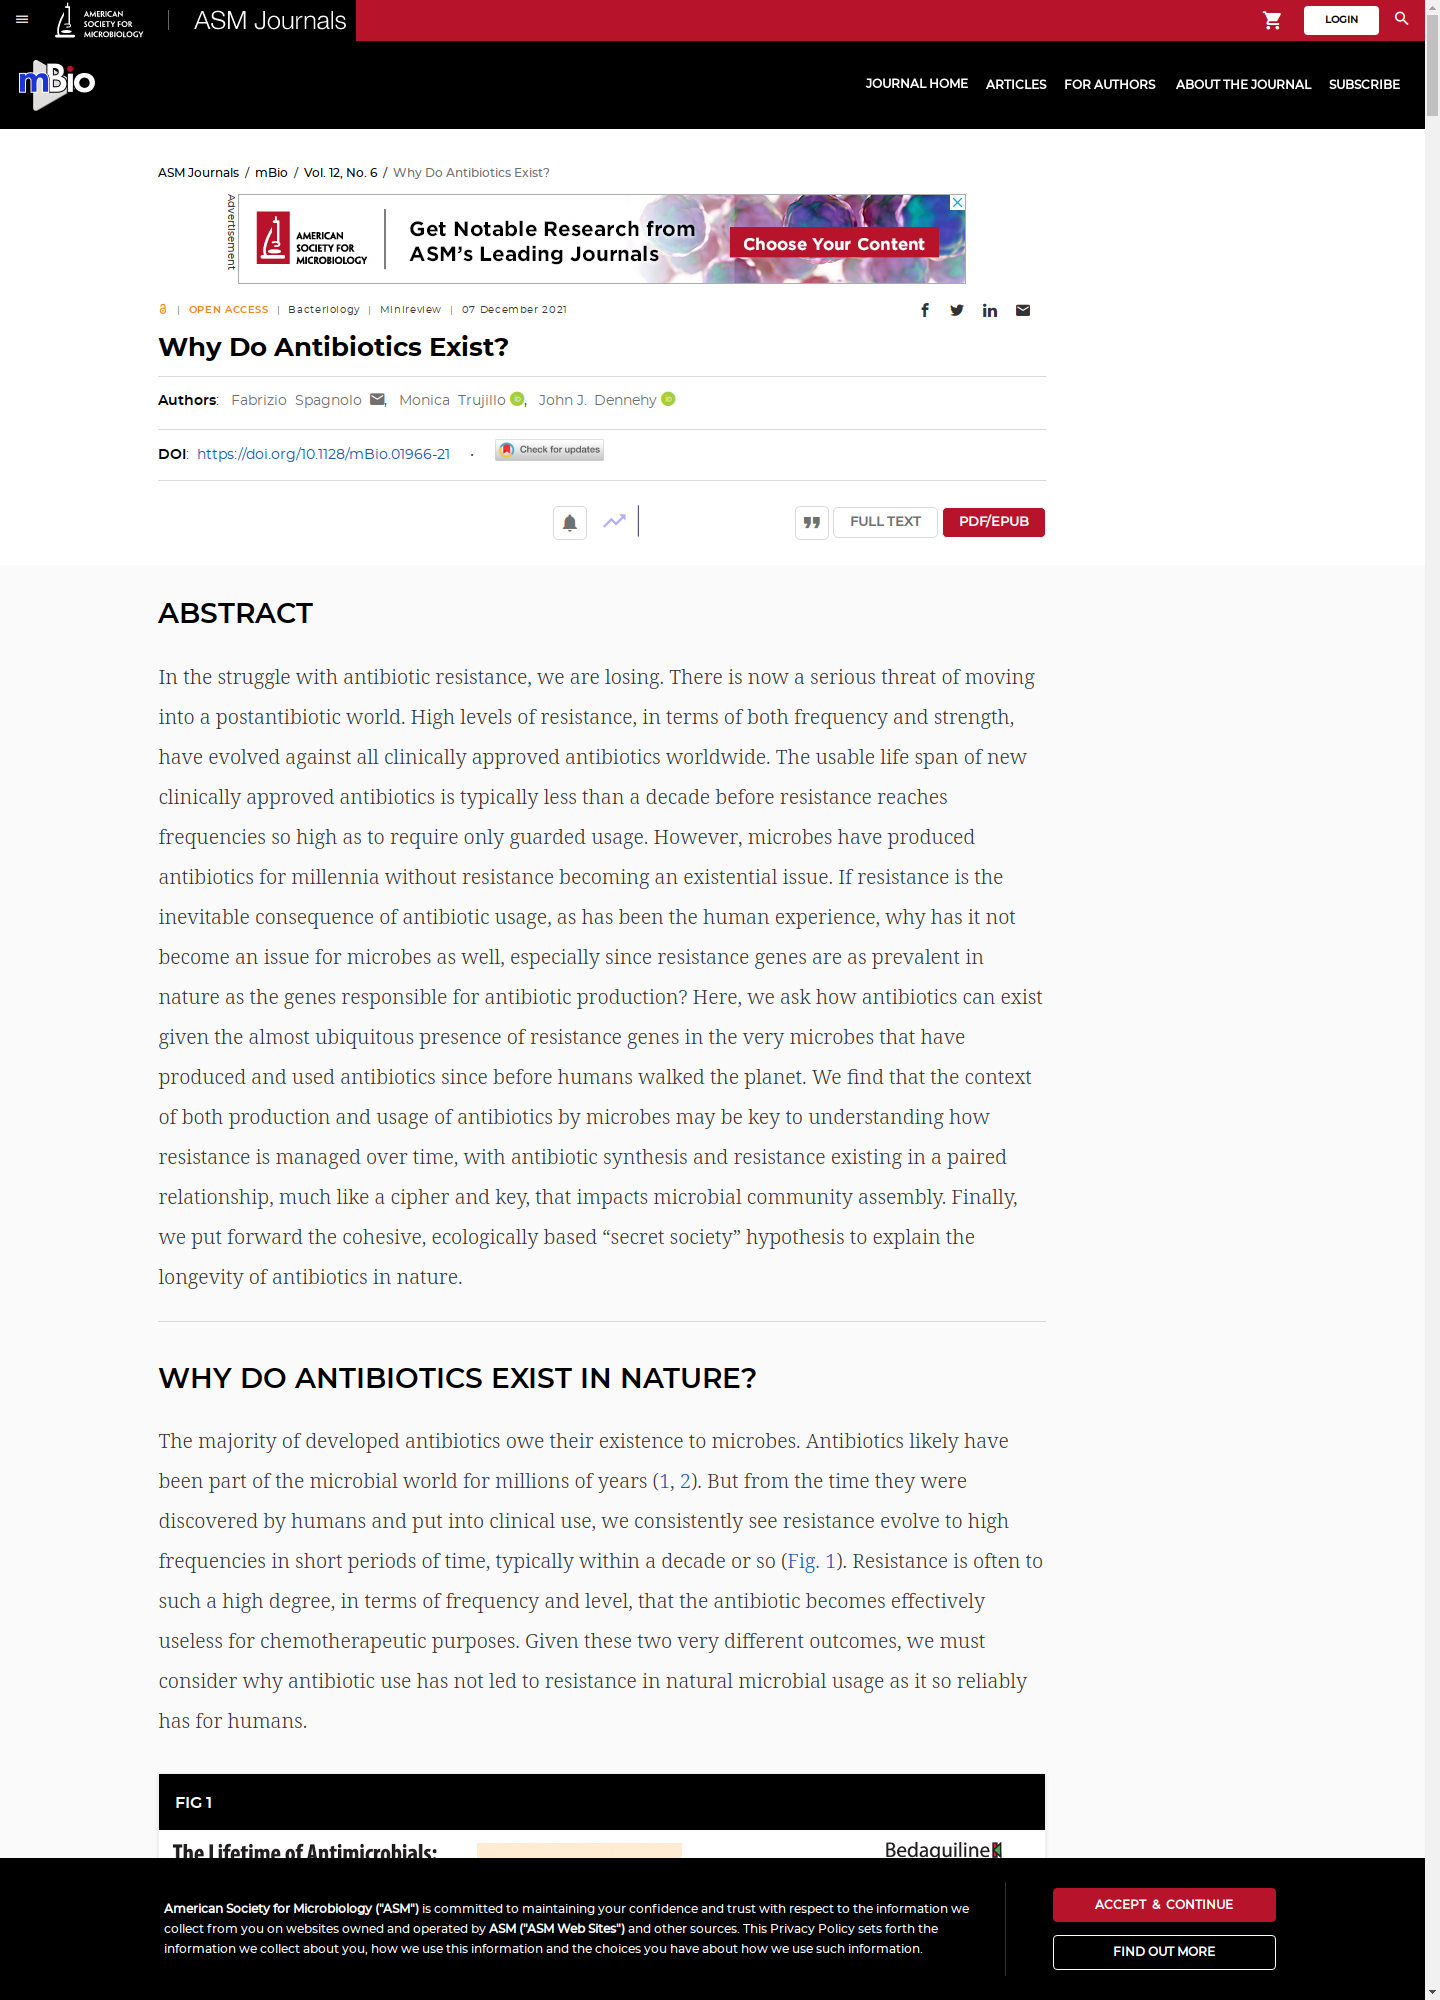 AMERICAN
SOCIETY FOR
MICROBIOLOGY
ASM Journals
LOGIN
mBio
JOURNAL HOME ARTICLES FOR AUTHORS ABOUT THE JOURNAL SUBSCRIBE
ASM Journals / mBio / Vol. 12, No. 6 / Why Do Antibiotics Exist?
Advertisement
AMERICAN
SOCIETY FOR
MICROBIOLOGY
Get Notable Research from
ASM's Leading Journals
Choose Your Content
| OPEN ACCESS | Bacteriology | Minireview | 07 December 2021
Why Do Antibiotics Exist?
Authors: Fabrizio Spagnolo, Monica Trujillo, John J. Dennehy
DOI: https://doi.org/10.1128/mBio.01966-21 • Check for updates
FULL TEXT PDF/EPUB
ABSTRACT
In the struggle with antibiotic resistance, we are losing. There is now a serious threat of moving
into a postantibiotic world. High levels of resistance, in terms of both frequency and strength,
have evolved against all clinically approved antibiotics worldwide. The usable life span of new
clinically approved antibiotics is typically less than a decade before resistance reaches
frequencies so high as to require only guarded usage. However, microbes have produced
antibiotics for millennia without resistance becoming an existential issue. If resistance is the
inevitable consequence of antibiotic usage, as has been the human experience, why has it not
become an issue for microbes as well, especially since resistance genes are as prevalent in
nature as the genes responsible for antibiotic production? Here, we ask how antibiotics can exist
given the almost ubiquitous presence of resistance genes in the very microbes that have
produced and used antibiotics since before humans walked the planet. We find that the context
of both production and usage of antibiotics by microbes may be key to understanding how
resistance is managed over time, with antibiotic synthesis and resistance existing in a paired
relationship, much like a cipher and key, that impacts microbial community assembly. Finally,
we put forward the cohesive, ecologically based “secret society” hypothesis to explain the
longevity of antibiotics in nature.
WHY DO ANTIBIOTICS EXIST IN NATURE?
The majority of developed antibiotics owe their existence to microbes. Antibiotics likely have
been part of the microbial world for millions of years (1, 2). But from the time they were
discovered by humans and put into clinical use, we consistently see resistance evolve to high
frequencies in short periods of time, typically within a decade or so (Fig. 1). Resistance is often to
such a high degree, in terms of frequency and level, that the antibiotic becomes effectively
useless for chemotherapeutic purposes. Given these two very different outcomes, we must
consider why antibiotic use has not led to resistance in natural microbial usage as it so reliably
has for humans.
FIG 1
The Lifetime of Antimicrobials: Bedaquiline
American Society for Microbiology ("ASM") is committed to maintaining your confidence and trust with respect to the information we
collect from you on websites owned and operated by ASM ("ASM Web Sites") and other sources. This Privacy Policy sets forth the
information we collect about you, how we use this information and the choices you have about how we use such information.
ACCEPT & CONTINUE
FIND OUT MORE